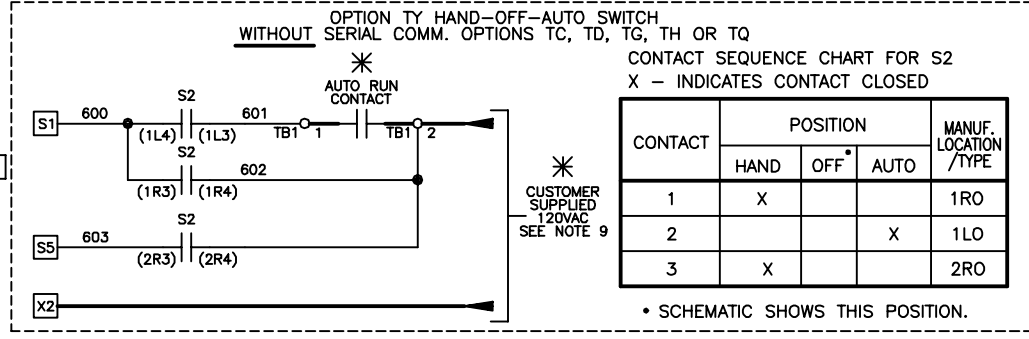 OPTION TY HAND-OFF-AUTO SWITCH
WITHOUT SERIAL COMM. OPTIONS TC, TD, TG, TH OR TQ
AUTO RUN
CONTACT
S1 600 S2 601 TB1 1 TB1 2
(1L4) (1L3)
S2 602
(1R3) (1R4)
S5 603 S2
(2R3) (2R4)
X2
CUSTOMER
SUPPLIED
120VAC
SEE NOTE 9
CONTACT SEQUENCE CHART FOR S2
X - INDICATES CONTACT CLOSED
CONTACT POSITION MANUF. LOCATION /TYPE
HAND OFF• AUTO
1 X 1RO
2 X 1LO
3 X 2RO
• SCHEMATIC SHOWS THIS POSITION.